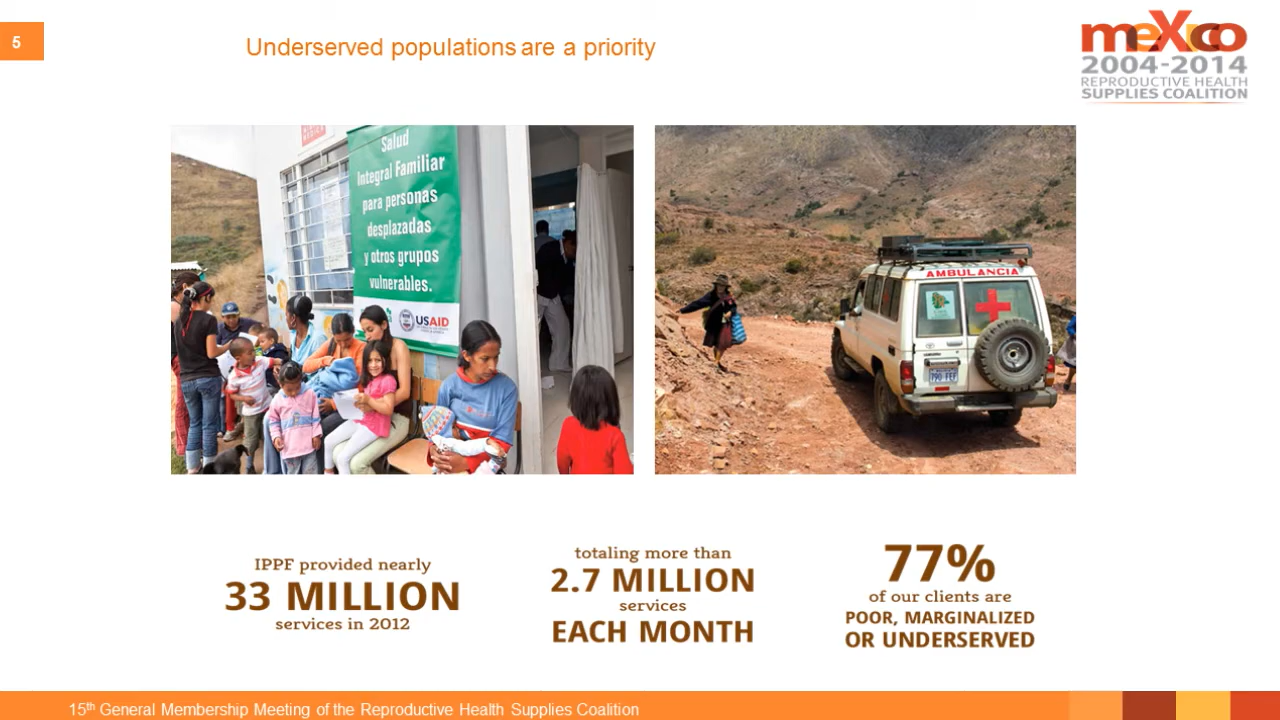 5
Underserved populations are a priority
meXico
2004-2014
REPRODUCTIVE HEALTH
SUPPLIES COALITION
Salud
Integral Familiar
para personas
desplazadas
y otros grupos
vulnerables.
USAID
AMBULANCIA
IPPF provided nearly
33 MILLION
services in 2012
totaling more than
2.7 MILLION
services
EACH MONTH
77%
of our clients are
POOR, MARGINALIZED
OR UNDERSERVED
15th General Membership Meeting of the Reproductive Health Supplies Coalition